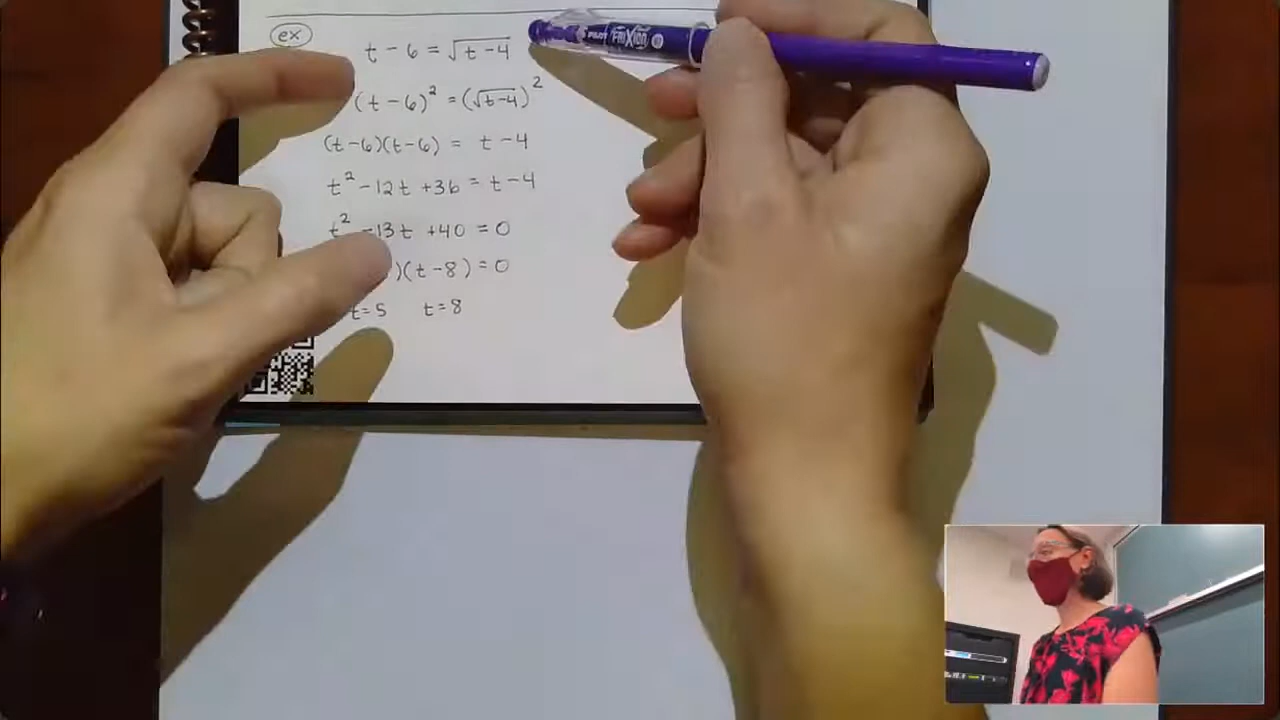 ex
t - 6 = √t-4
(t - 6)² = (√t-4)²
(t-6)(t-6) = t - 4
t² - 12t + 36 = t - 4
t² - 13t + 40 = 0
)(t - 8) = 0
t = 5 t = 8
PILOT FRIXION